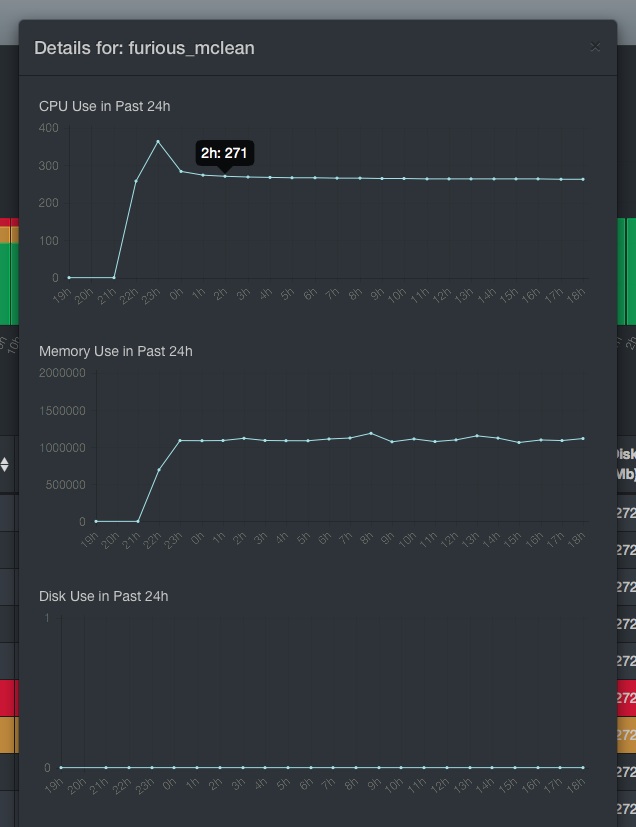 Details for: furious_mclean
×
CPU Use in Past 24h
400
300
200
100
0
2h: 271
19h 20h 21h 22h 23h 0h 1h 2h 3h 4h 5h 6h 7h 8h 9h 10h 11h 12h 13h 14h 15h 16h 17h 18h
Memory Use in Past 24h
2000000
1500000
1000000
500000
0
19h 20h 21h 22h 23h 0h 1h 2h 3h 4h 5h 6h 7h 8h 9h 10h 11h 12h 13h 14h 15h 16h 17h 18h
Disk Use in Past 24h
1
0
19h 20h 21h 22h 23h 0h 1h 2h 3h 4h 5h 6h 7h 8h 9h 10h 11h 12h 13h 14h 15h 16h 17h 18h
Disk
Mb)
272
272
272
272
272
272
272
272
272